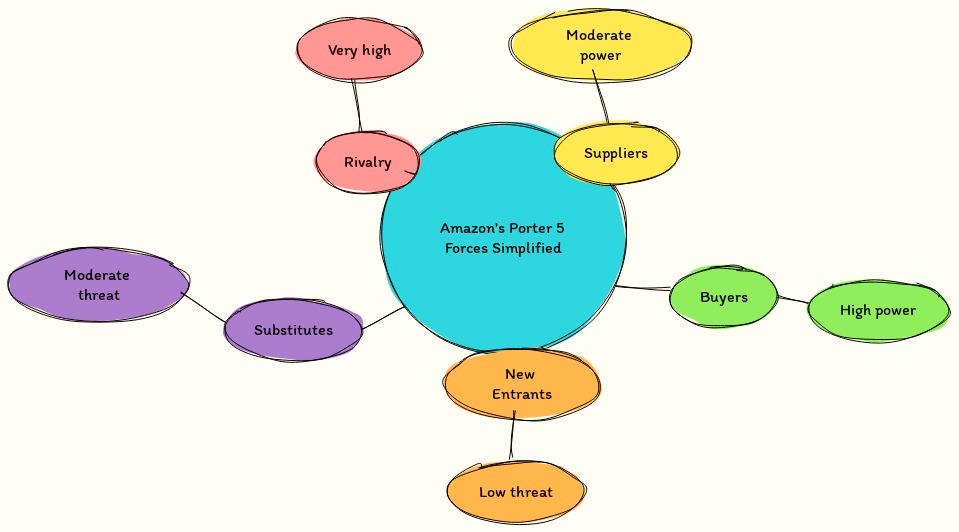 Very high
Moderate
power
Rivalry
Suppliers
Amazon's Porter 5
Forces Simplified
Moderate
threat
Substitutes
Buyers
High power
New
Entrants
Low threat